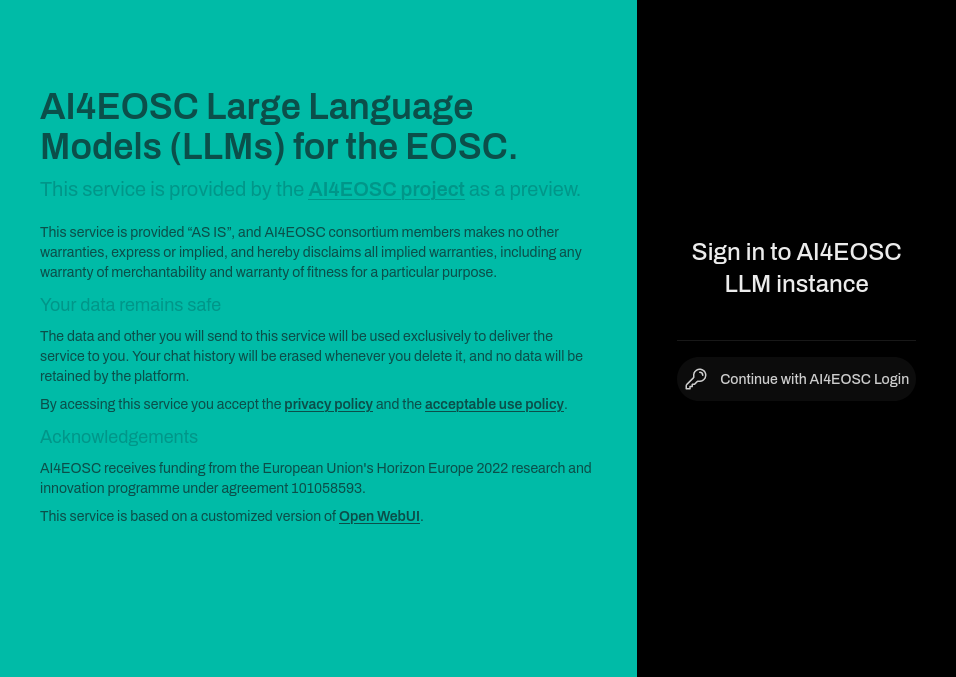 AI4EOSC Large Language
Models (LLMs) for the EOSC.
This service is provided by the AI4EOSC project as a preview.
This service is provided “AS IS”, and AI4EOSC consortium members makes no other
warranties, express or implied, and hereby disclaims all implied warranties, including any
warranty of merchantability and warranty of fitness for a particular purpose.
Your data remains safe
The data and other you will send to this service will be used exclusively to deliver the
service to you. Your chat history will be erased whenever you delete it, and no data will be
retained by the platform.
By acessing this service you accept the privacy policy and the acceptable use policy.
Acknowledgements
AI4EOSC receives funding from the European Union's Horizon Europe 2022 research and
innovation programme under agreement 101058593.
This service is based on a customized version of Open WebUI.
Sign in to AI4EOSC
LLM instance
Continue with AI4EOSC Login